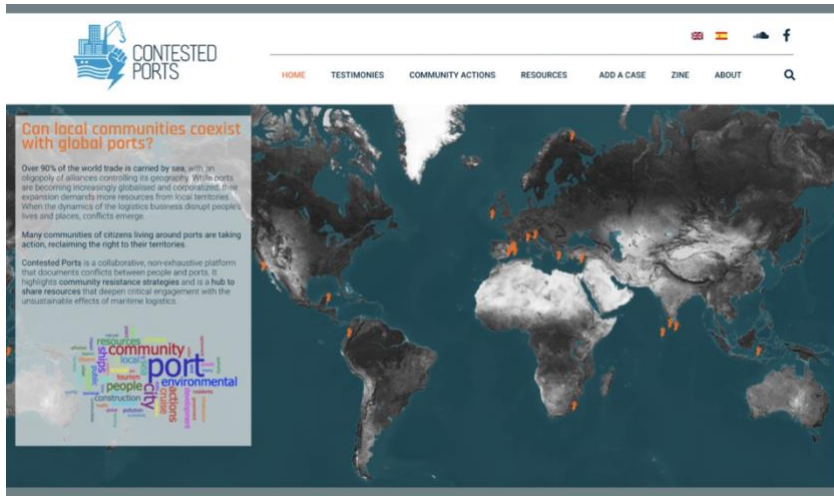 CONTESTED
PORTS
HOME TESTIMONIES COMMUNITY ACTIONS RESOURCES ADD A CASE ZINE ABOUT
Can local communities coexist
with global ports?
Over 90% of the world trade is carried by sea, with an
oligopoly of alliances controlling its geography. While ports
are becoming increasingly globalised and corporatized, their
expansion demands more resources from local territories.
When the dynamics of the logistics business disrupt people's
lives and places, conflicts emerge.
Many communities of citizens living around ports are taking
action, reclaiming the right to their territories.
Contested Ports is a collaborative, non-exhaustive platform
that documents conflicts between people and ports. It
highlights community resistance strategies and is a hub to
share resources that deepen critical engagement with the
unsustainable effects of maritime logistics.
resources
community
ships
local
port
tourism
people
environmental
city
cruise
actions
construction
development
pollution
public